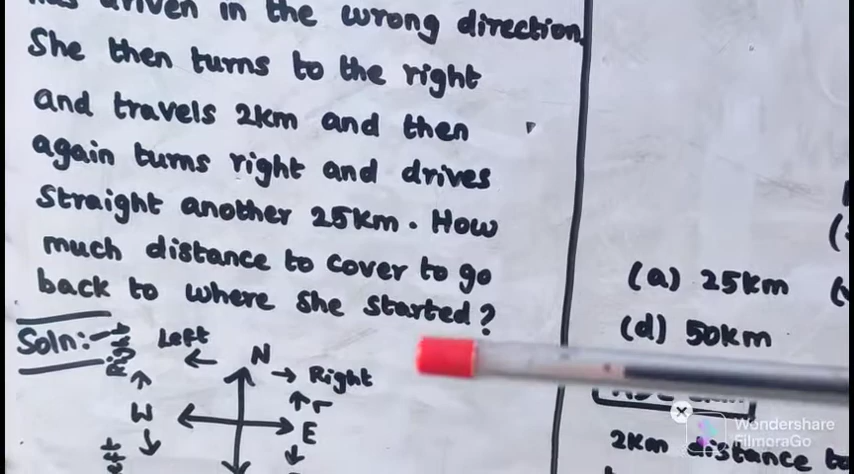 driven in the wrong direction.
She then turns to the right
and travels 2km and then
again turns right and drives
straight another 25km. How
much distance to cover to go
back to where she started?
(a) 25km
(d) 50km
Soln:-
Right
Left
N
Right
W
E
2km distance to
Wondershare
FilmoraGo